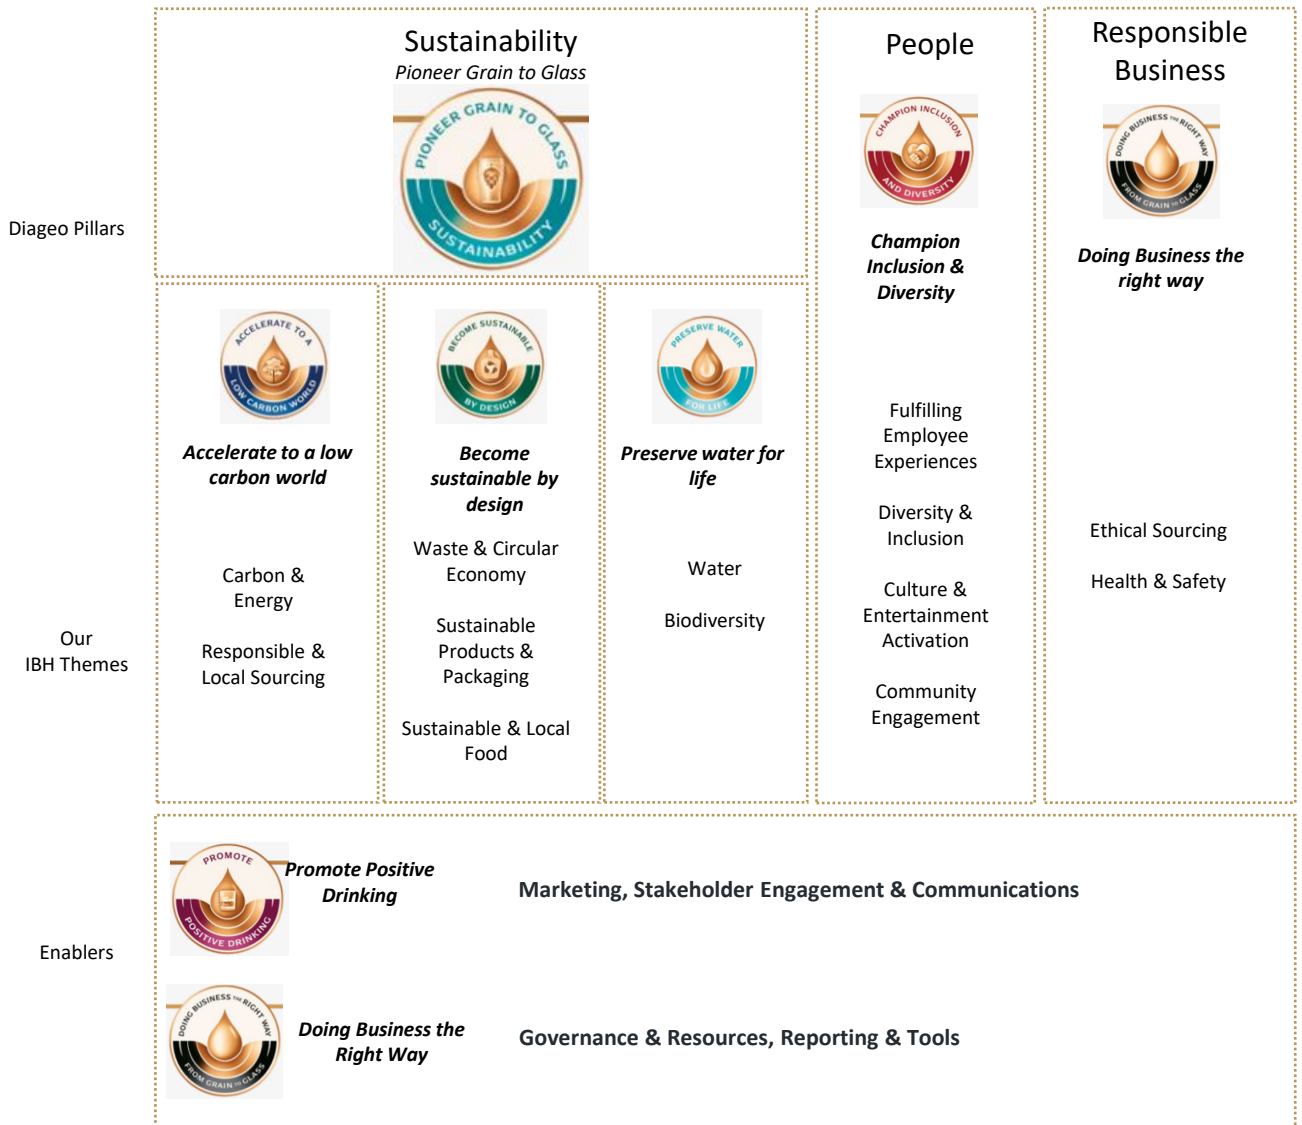 Sustainability
Pioneer Grain to Glass
PIONEER GRAIN TO GLASS
SUSTAINABILITY
People
CHAMPION INCLUSION
AND DIVERSITY
Champion
Inclusion &
Diversity
Responsible
Business
DOING BUSINESS THE RIGHT WAY
FROM GRAIN TO GLASS
Doing Business the
right way
Diageo Pillars
ACCELERATE TO A
LOW CARBON WORLD
Accelerate to a low
carbon world
BECOME SUSTAINABLE
BY DESIGN
Become
sustainable by
design
PRESERVE WATER
FOR LIFE
Preserve water for
life
Our
IBH Themes
Carbon &
Energy
Responsible &
Local Sourcing
Waste & Circular
Economy
Sustainable
Products &
Packaging
Sustainable & Local
Food
Water
Biodiversity
Fulfilling
Employee
Experiences
Diversity &
Inclusion
Culture &
Entertainment
Activation
Community
Engagement
Ethical Sourcing
Health & Safety
Enablers
PROMOTE
POSITIVE DRINKING
Promote Positive
Drinking
Marketing, Stakeholder Engagement & Communications
DOING BUSINESS THE RIGHT WAY
FROM GRAIN TO GLASS
Doing Business the
Right Way
Governance & Resources, Reporting & Tools